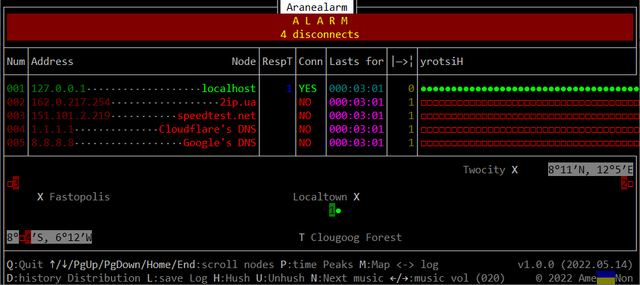 Aranealarm
A L A R M
4 disconnects
Num Address Node RespT Conn Lasts for |—>¦ yrotsiH
001 127.0.0.1 localhost YES 000:03:01 0
002 162.0.217.254 2ip.ua NO 000:03:01 1
003 151.101.2.219 speedtest.net NO 000:03:01 1
004 1.1.1.1 Cloudflare's DNS NO 000:03:01 1
005 8.8.8.8 Google's DNS NO 000:03:01 1
Twocity X 8°11'N, 12°5'E
X Fastopolis Localtown X
1
8° 'S, 6°12'W T Clougoog Forest
Q:Quit ↑/↓/PgUp/PgDown/Home/End:scroll nodes P:time Peaks M:Map <-> log v1.0.0 (2022.05.14)
D:history Distribution L:save Log H:Hush U:Unhush N:Next music ←/→:music vol (020) © 2022 Ame Non